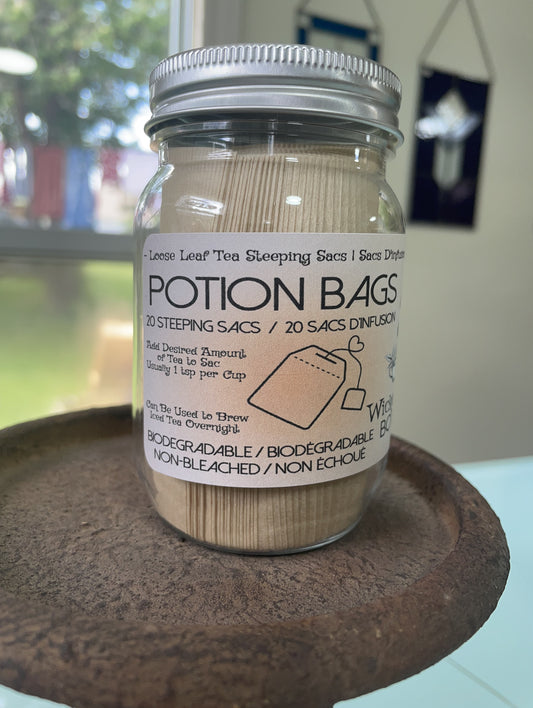 - Loose Leaf Tea Steeping Sacs | Sacs D'infus
POTION BAGS
20 STEEPING SACS / 20 SACS D'INFUSION
Add Desired Amount
of Tea to Sac
Usually 1 tsp per Cup
Can Be Used to Brew
Iced Tea Overnight
BIODEGRADABLE / BIODÉGRADABLE
NON-BLEACHED / NON ÉCHOUÉ